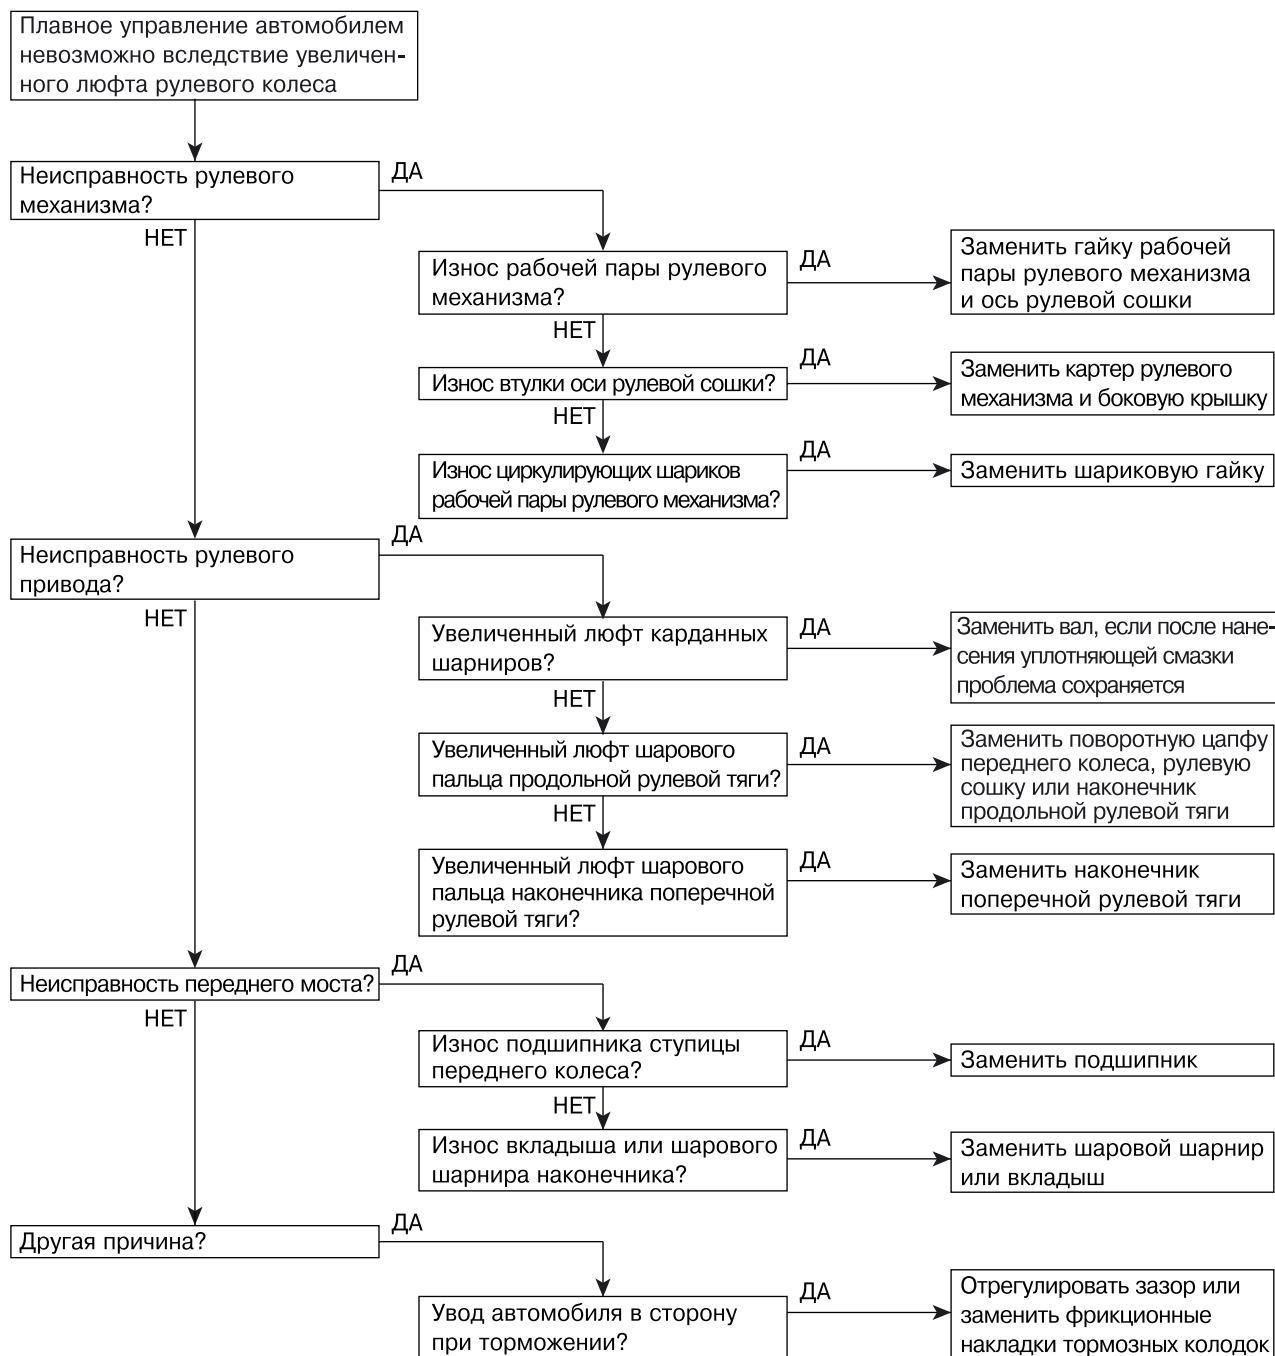 Плавное управление автомобилем
невозможно вследствие увеличен-
ного люфта рулевого колеса
Неисправность рулевого
механизма?
ДА
НЕТ
Износ рабочей пары рулевого
механизма?
ДА
Заменить гайку рабочей
пары рулевого механизма
и ось рулевой сошки
НЕТ
Износ втулки оси рулевой сошки?
ДА
Заменить картер рулевого
механизма и боковую крышку
НЕТ
Износ циркулирующих шариков
рабочей пары рулевого механизма?
ДА
Заменить шариковую гайку
Неисправность рулевого
привода?
ДА
НЕТ
Увеличенный люфт карданных
шарниров?
ДА
Заменить вал, если после нане-
сения уплотняющей смазки
проблема сохраняется
НЕТ
Увеличенный люфт шарового
пальца продольной рулевой тяги?
ДА
Заменить поворотную цапфу
переднего колеса, рулевую
сошку или наконечник
продольной рулевой тяги
НЕТ
Увеличенный люфт шарового
пальца наконечника поперечной
рулевой тяги?
ДА
Заменить наконечник
поперечной рулевой тяги
Неисправность переднего моста?
ДА
НЕТ
Износ подшипника ступицы
переднего колеса?
ДА
Заменить подшипник
НЕТ
Износ вкладыша или шарового
шарнира наконечника?
ДА
Заменить шаровой шарнир
или вкладыш
Другая причина?
ДА
Увод автомобиля в сторону
при торможении?
ДА
Отрегулировать зазор или
заменить фрикционные
накладки тормозных колодок